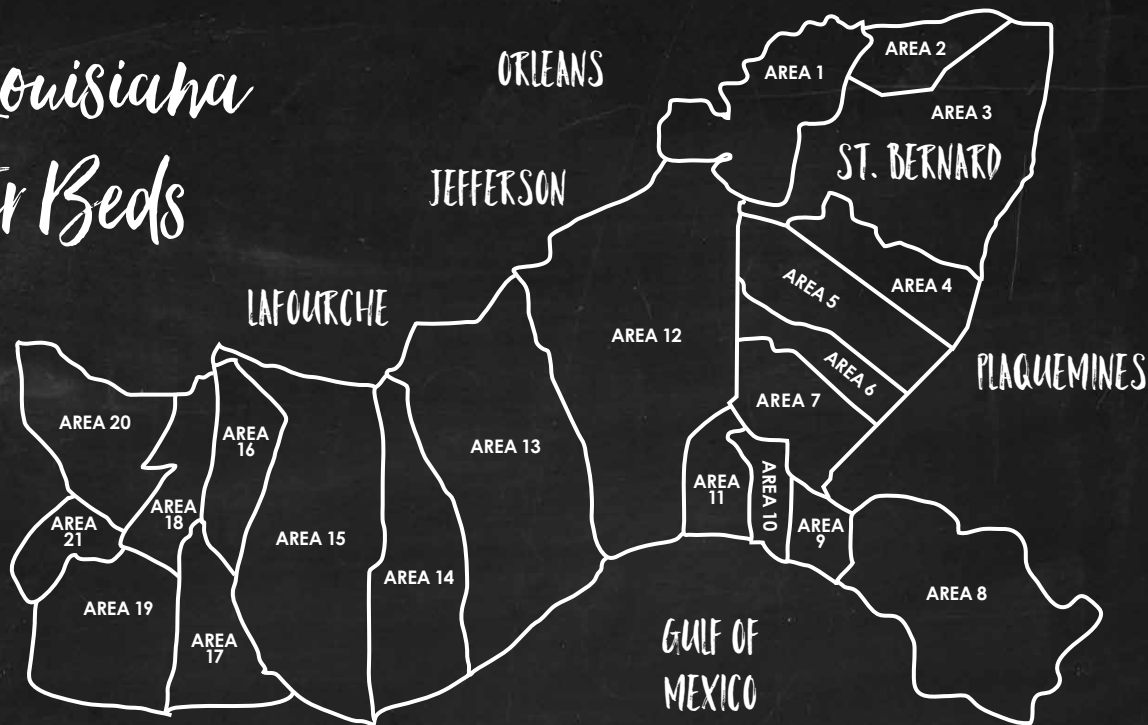 Louisiana
Beds
ORLEANS
JEFFERSON
LAFOURCHE
ST. BERNARD
PLAQUEMINES
GULF OF
MEXICO
AREA 1
AREA 2
AREA 3
AREA 4
AREA 5
AREA 6
AREA 7
AREA 8
AREA
9
AREA 10
AREA
11
AREA 12
AREA 13
AREA 14
AREA 15
AREA
16
AREA
17
AREA
18
AREA 19
AREA 20
AREA
21